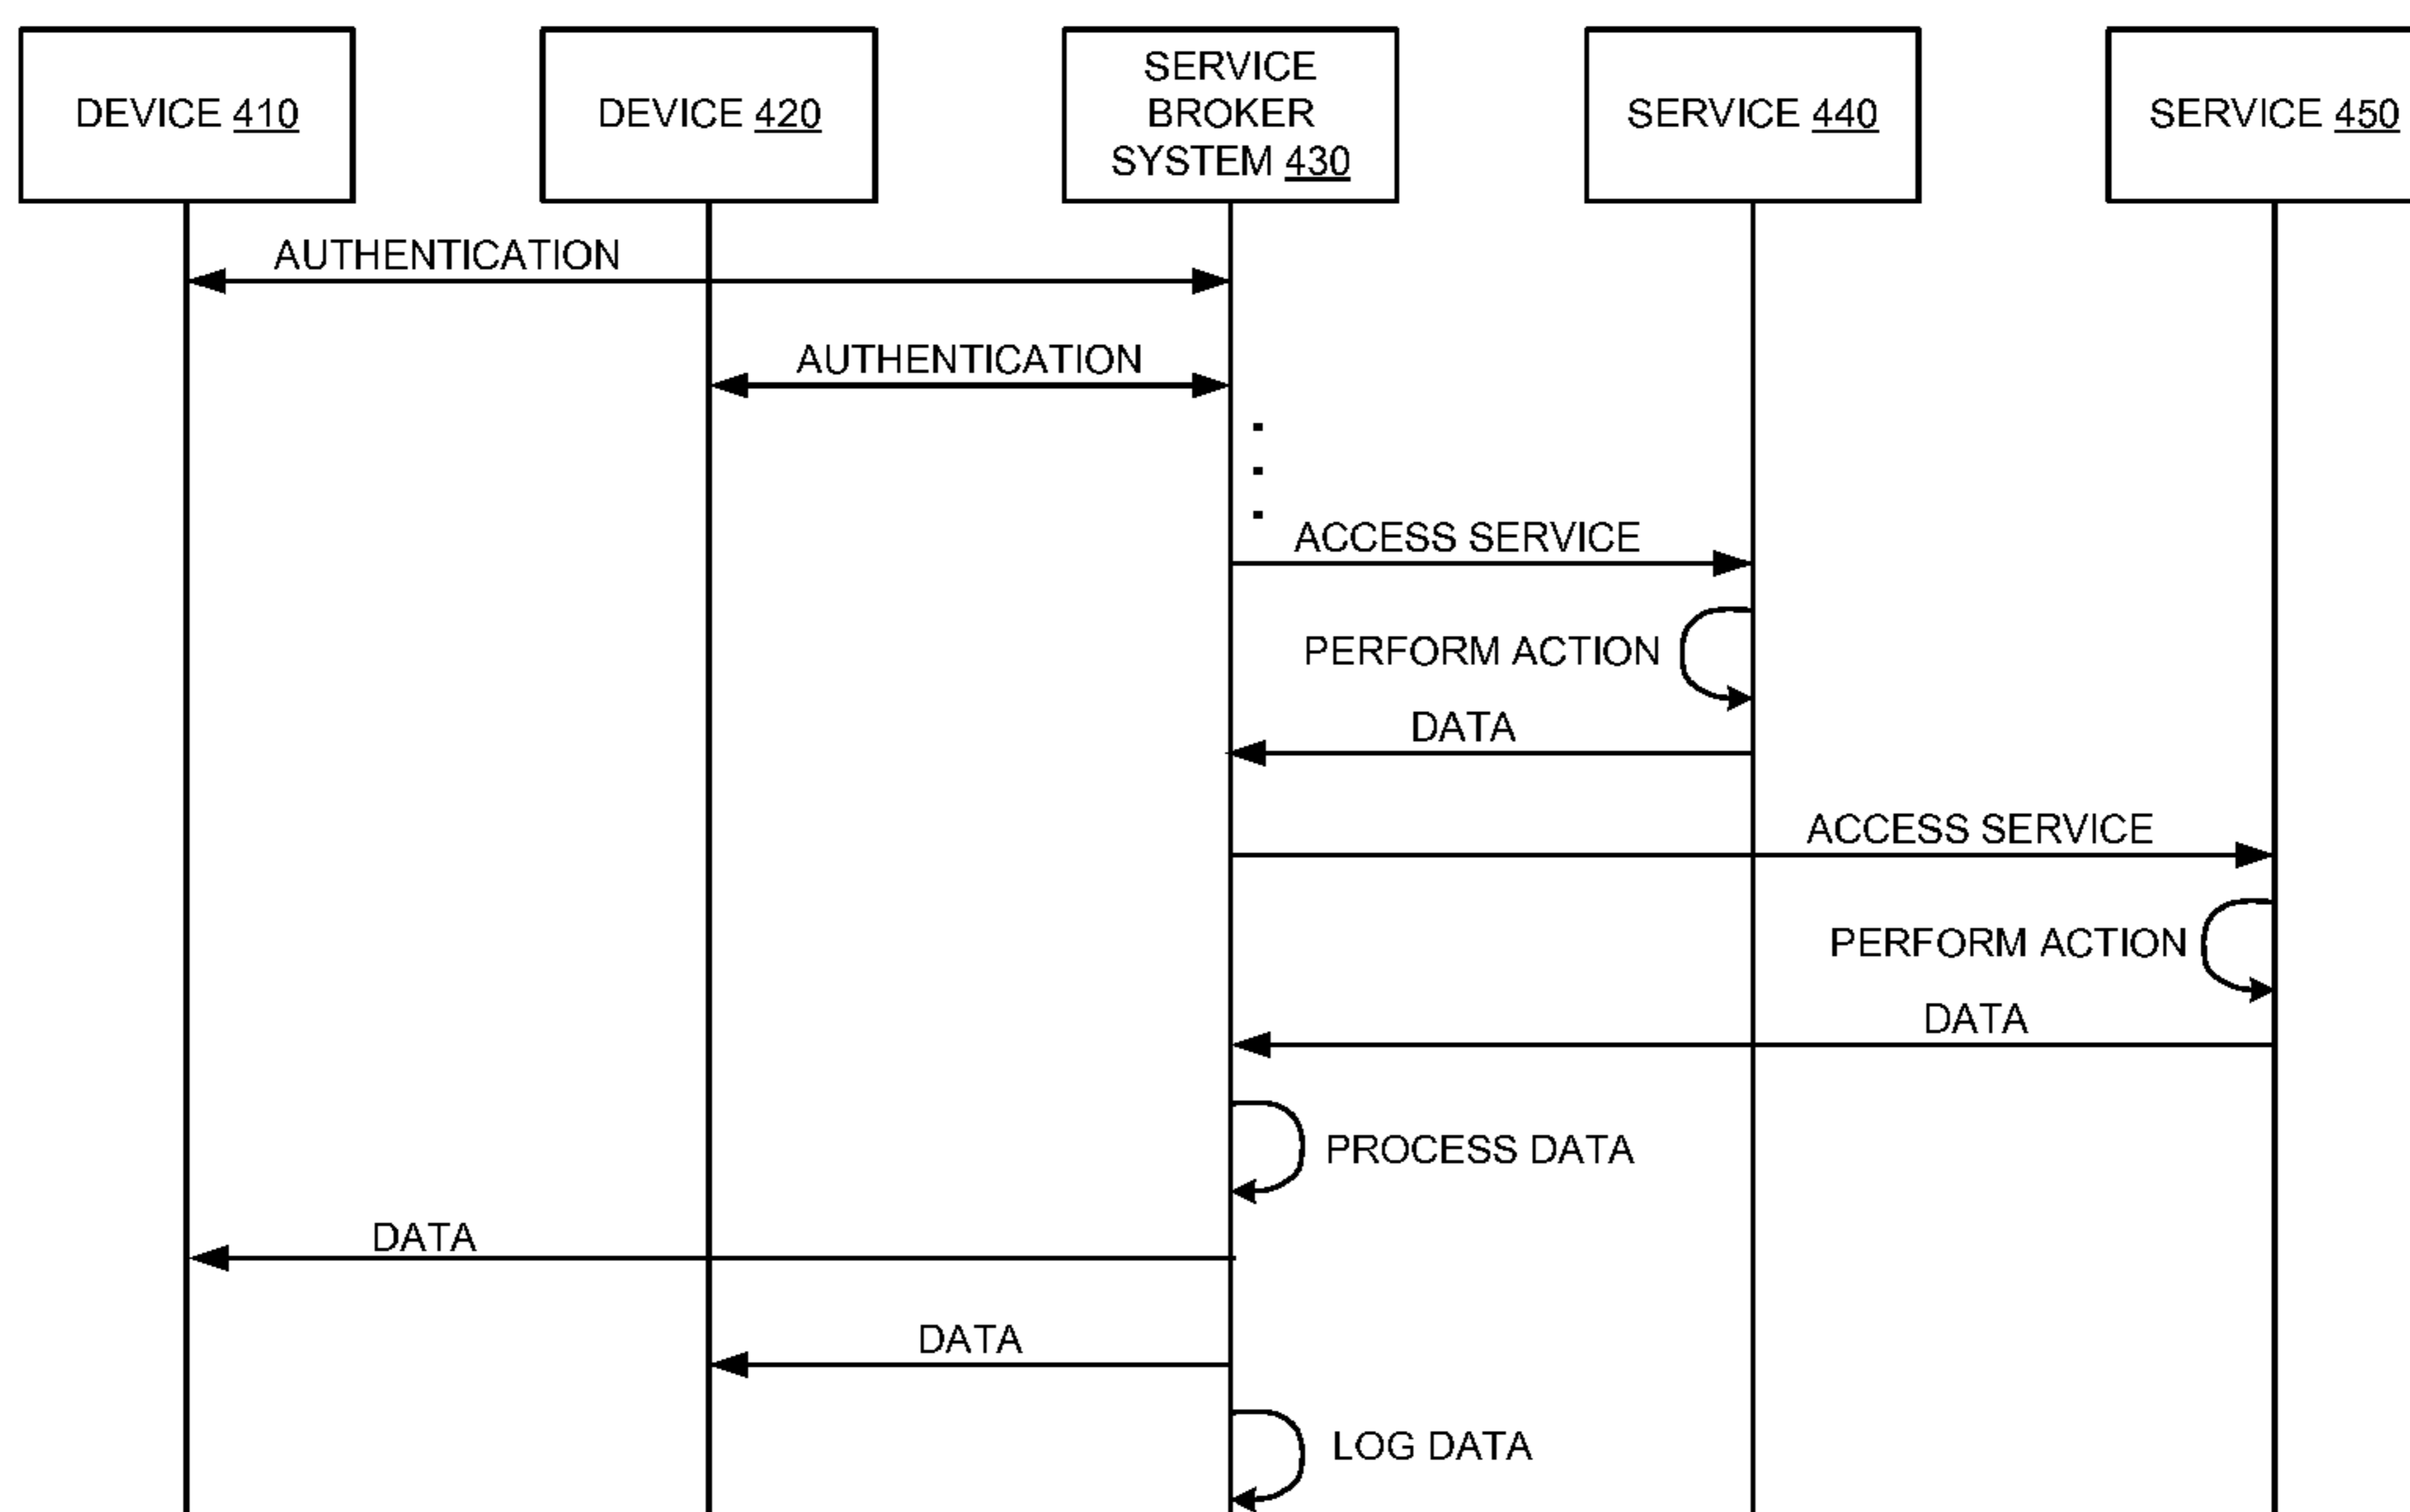 DEVICE 410
DEVICE 420
SERVICE
BROKER
SYSTEM 430
SERVICE 440
SERVICE 450
AUTHENTICATION
AUTHENTICATION
ACCESS SERVICE
PERFORM ACTION
DATA
ACCESS SERVICE
PERFORM ACTION
DATA
PROCESS DATA
DATA
DATA
LOG DATA